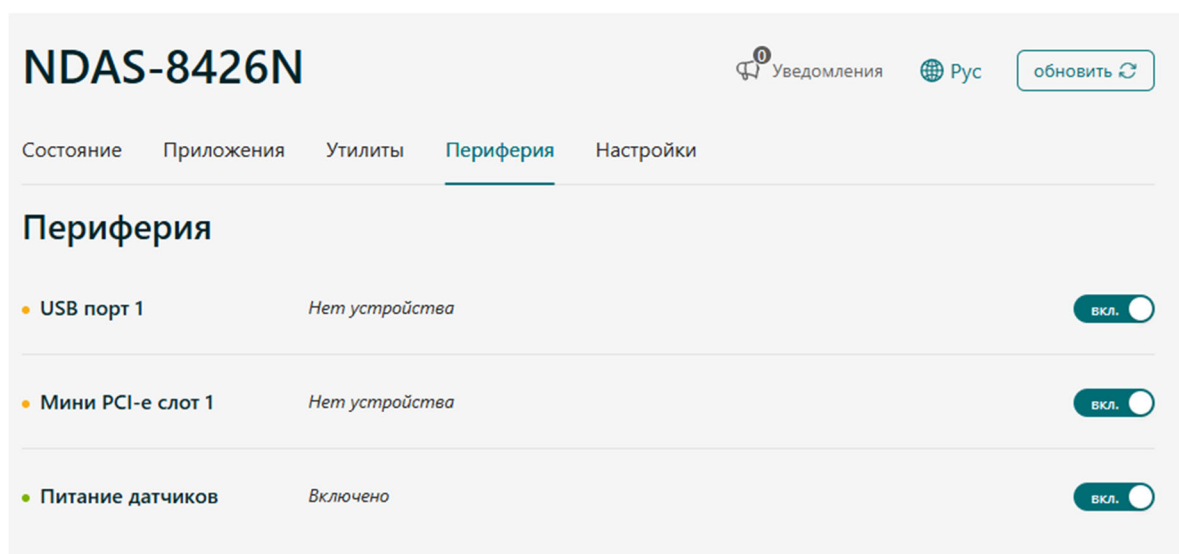 NDAS-8426N
0
Уведомления
Рус
обновить
Состояние Приложения Утилиты Периферия Настройки
Периферия
USB порт 1 Нет устройства вкл.
Мини PCI-e слот 1 Нет устройства вкл.
Питание датчиков Включено вкл.